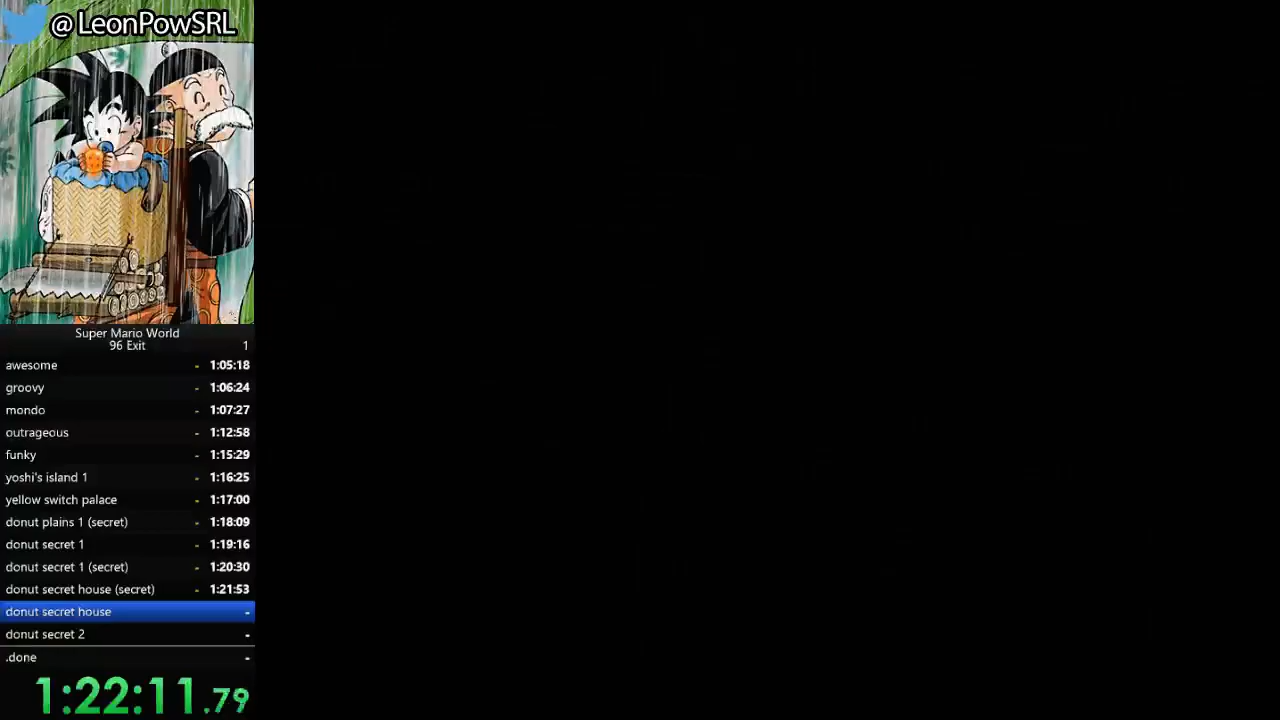 @LeonPowSRL
Super Mario World
96 Exit 1
awesome - 1:05:18
groovy - 1:06:24
mondo - 1:07:27
outrageous - 1:12:58
funky - 1:15:29
yoshi's island 1 - 1:16:25
yellow switch palace - 1:17:00
donut plains 1 (secret) - 1:18:09
donut secret 1 - 1:19:16
donut secret 1 (secret) - 1:20:30
donut secret house (secret) - 1:21:53
donut secret house -
donut secret 2 -
.done -
1:22:11.79